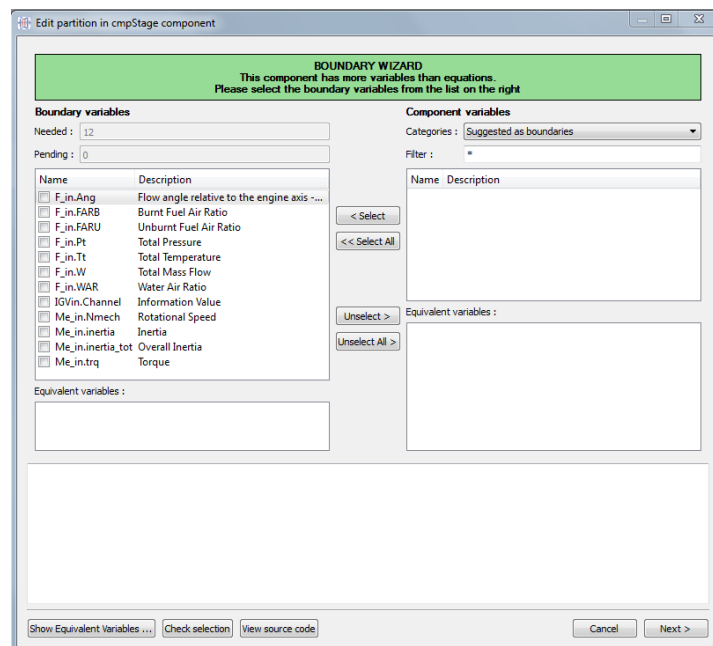 Edit partition in cmpStage component
BOUNDARY WIZARD
This component has more variables than equations.
Please select the boundary variables from the list on the right
Boundary variables
Needed : 12
Pending : 0
Name Description
F_in.Ang Flow angle relative to the engine axis -...
F_in.FARB Burnt Fuel Air Ratio
F_in.FARU Unburnt Fuel Air Ratio
F_in.Pt Total Pressure
F_in.Tt Total Temperature
F_in.W Total Mass Flow
F_in.WAR Water Air Ratio
IGVin.Channel Information Value
Me_in.Nmech Rotational Speed
Me_in.inertia Inertia
Me_in.inertia_tot Overall Inertia
Me_in.trq Torque
Equivalent variables :
< Select
<< Select All
Unselect >
Unselect All >
Component variables
Categories : Suggested as boundaries
Filter : *
Name Description
Equivalent variables :
Show Equivalent Variables ... Check selection View source code Cancel Next >